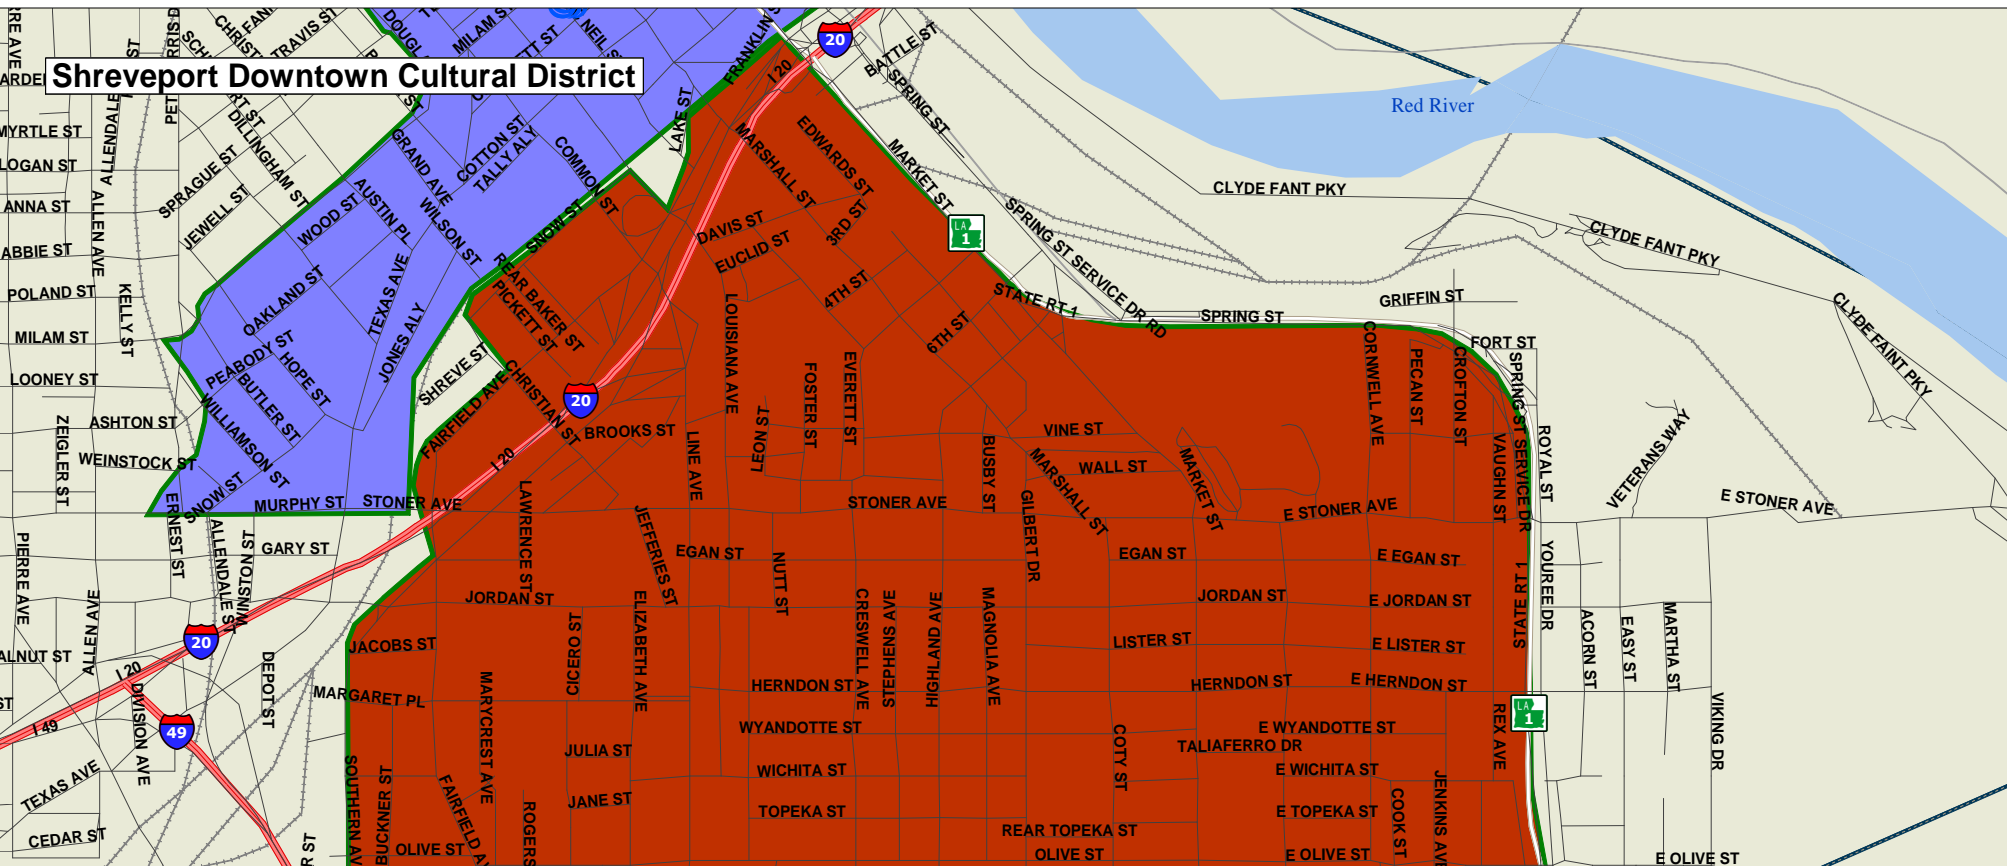 Shreveport Downtown Cultural District
TRAVIS ST
MILAM ST
FRANKLIN
20
I 20
BATTLE ST
SPRING ST
Red River
MYRTLE ST
LOGAN ST
ANNA ST
ABBIE ST
POLAND ST
MILAM ST
LOONEY ST
ASHTON ST
WEINSTOCK ST
ZEIGLER ST
ALLENDALE
ALLEN AVE
KELLY ST
SPRAGUE ST
JEWELL ST
DILLINGHAM ST
GRAND AVE
COTTON ST
TALLY ALY
COMMON ST
LAKE ST
WOOD ST
AUSTIN PL
WILSON ST
SNOW ST
OAKLAND ST
TEXAS AVE
JONES ALY
PEABODY ST
HOPE ST
BUTLER ST
WILLIAMSON ST
SNOW ST
MURPHY ST
STONER AVE
SHREVE ST
FAIRFIELD AVE
REAR BAKER ST
PICKETT ST
CHRISTIAN ST
20
I 20
BROOKS ST
MARSHALL ST
EDWARDS ST
MARKET ST
LA
1
DAVIS ST
EUCLID ST
3RD ST
4TH ST
6TH ST
STATE RT 1
SPRING ST SERVICE DR RD
SPRING ST
CLYDE FANT PKY
CLYDE FANT PKY
CLYDE FAINT PKY
GRIFFIN ST
FORT ST
LOUISIANA AVE
LINE AVE
LEON ST
FOSTER ST
EVERETT ST
BUSBY ST
VINE ST
WALL ST
MARSHALL ST
MARKET ST
GILBERT DR
STONER AVE
E STONER AVE
CORNWELL AVE
PECAN ST
CROFTON ST
VAUGHN ST
SPRING ST SERVICE DR
ROYAL ST
VETERANS WAY
E STONER AVE
PIERRE AVE
ERNEST ST
ALLENDALE ST
WINSTON ST
GARY ST
LAWRENCE ST
JEFFERIES ST
EGAN ST
NUTT ST
EGAN ST
E EGAN ST
STATE RT 1
YOUREE DR
JORDAN ST
JORDAN ST
E JORDAN ST
JACOBS ST
CICERO ST
ELIZABETH AVE
CRESWELL AVE
STEPHENS AVE
HIGHLAND AVE
MAGNOLIA AVE
LISTER ST
E LISTER ST
ACORN ST
EASY ST
MARTHA ST
ALLEN AVE
20
I 20
I 49
49
DIVISION AVE
DEPOT ST
MARGARET PL
MARYCREST AVE
HERNDON ST
HERNDON ST
E HERNDON ST
LA
1
REX AVE
VIKING DR
WYANDOTTE ST
E WYANDOTTE ST
TALIAFERRO DR
COTY ST
JULIA ST
WICHITA ST
E WICHITA ST
TEXAS AVE
SOUTHERN AV
BUCKNER ST
FAIRFIELD AV
ROGERS
JANE ST
TOPEKA ST
E TOPEKA ST
COOK ST
JENKINS AVE
REAR TOPEKA ST
CEDAR ST
OLIVE ST
OLIVE ST
E OLIVE ST
E OLIVE ST